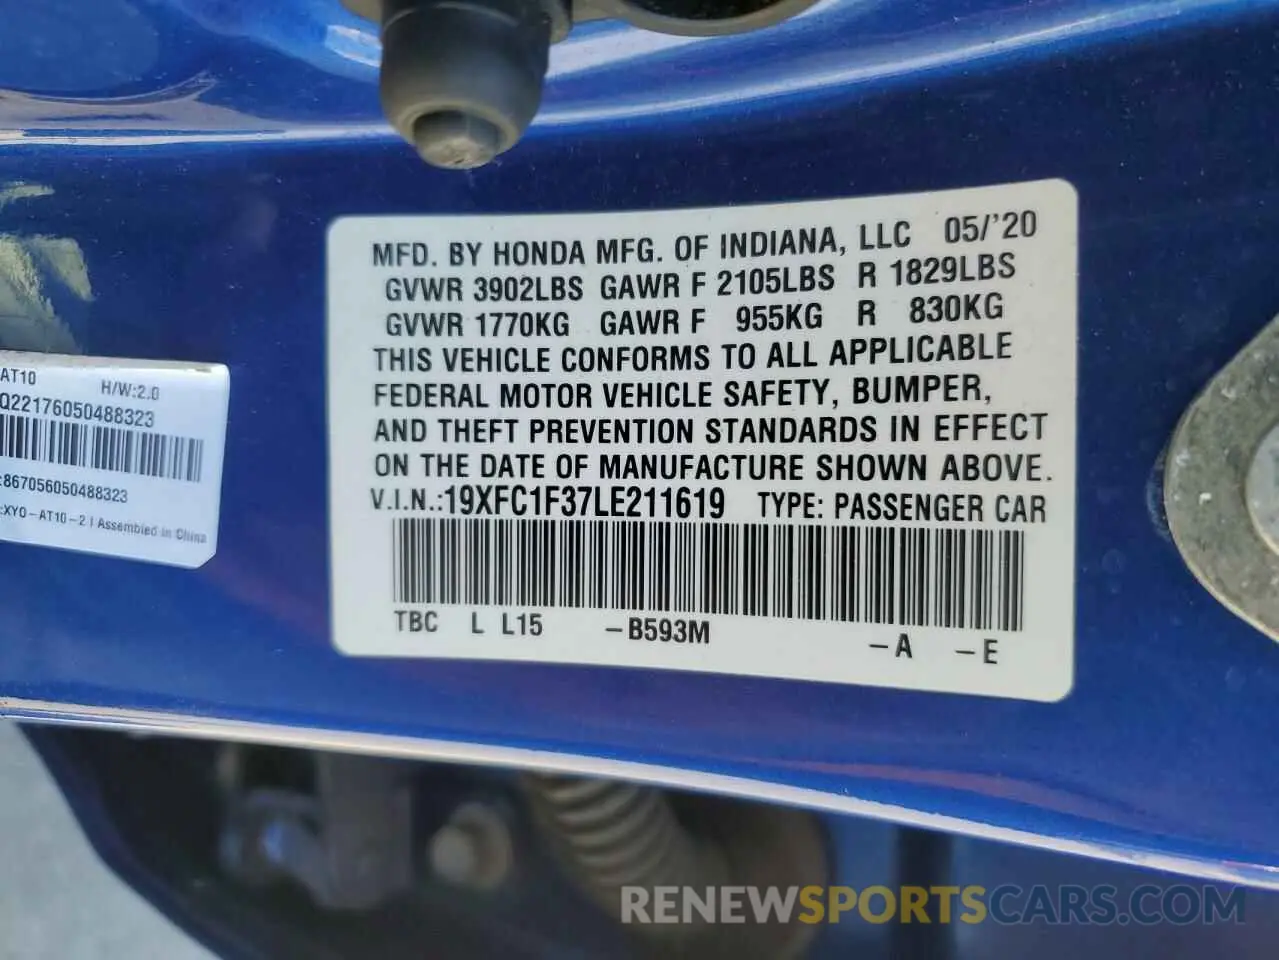 MFD. BY HONDA MFG. OF INDIANA, LLC 05/'20
GVWR 3902LBS GAWR F 2105LBS R 1829LBS
GVWR 1770KG GAWR F 955KG R 830KG
THIS VEHICLE CONFORMS TO ALL APPLICABLE
FEDERAL MOTOR VEHICLE SAFETY, BUMPER,
AND THEFT PREVENTION STANDARDS IN EFFECT
ON THE DATE OF MANUFACTURE SHOWN ABOVE.
V.I.N.:19XFC1F37LE211619 TYPE: PASSENGER CAR
TBC L L15 -B593M -A -E
AT10 H/W:2.0
Q22176050488323
:867056050488323
:XYO-AT10-2 | Assembled in China
RENEWSPORTSCARS.COM